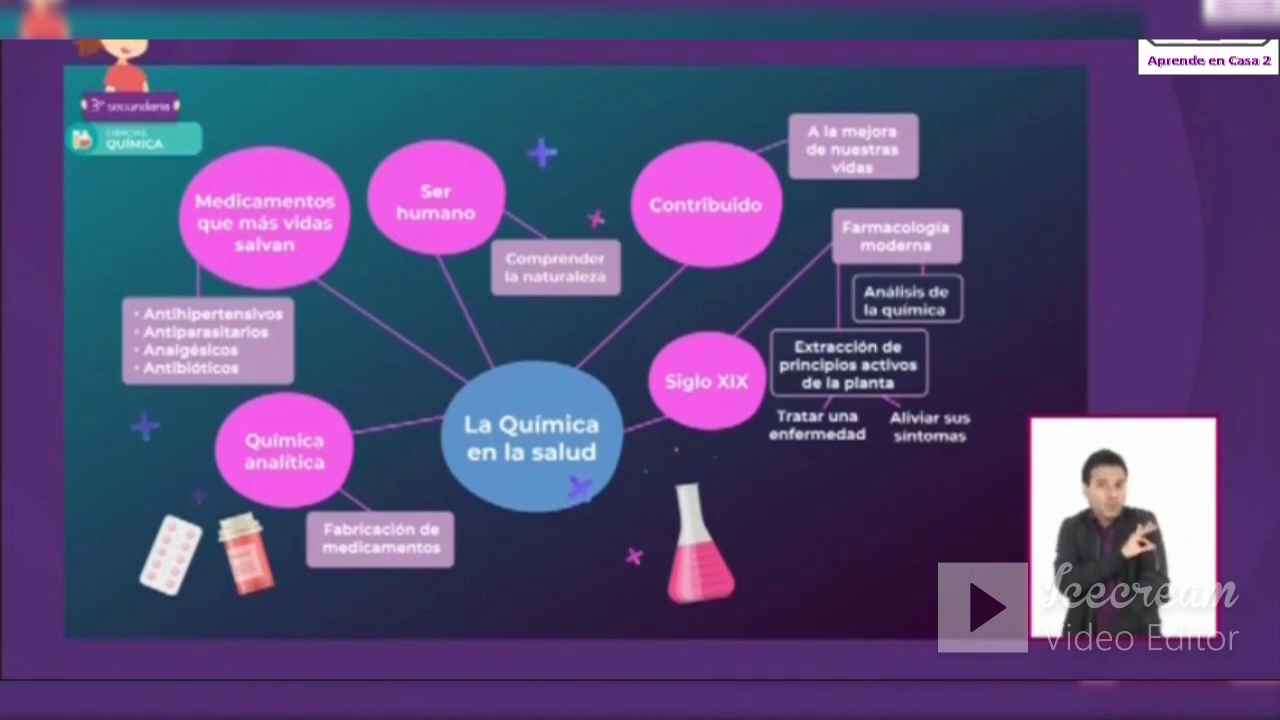 Aprende en Casa 2
3° secundaria
CIENCIAS
QUÍMICA
Medicamentos
que más vidas
salvan
• Antihipertensivos
• Antiparasitarios
• Analgésicos
• Antibióticos
Ser
humano
Comprender
la naturaleza
Contribuido
A la mejora
de nuestras
vidas
Farmacología
moderna
Análisis de
la química
Siglo XIX
Extracción de
principios activos
de la planta
Tratar una
enfermedad
Aliviar sus
síntomas
La Química
en la salud
Química
analítica
Fabricación de
medicamentos
Icecream
Video Editor